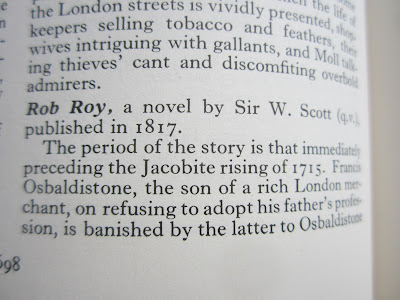 the London streets is vividly presented, shop-
keepers selling tobacco and feathers, their
wives intriguing with gallants, and Moll talk-
ing thieves' cant and discomfiting overbold
admirers.
Rob Roy, a novel by Sir W. Scott (q.v.),
published in 1817.
The period of the story is that immediately
preceding the Jacobite rising of 1715. Francis
Osbaldistone, the son of a rich London mer-
chant, on refusing to adopt his father's profes-
sion, is banished by the latter to Osbaldistone
698